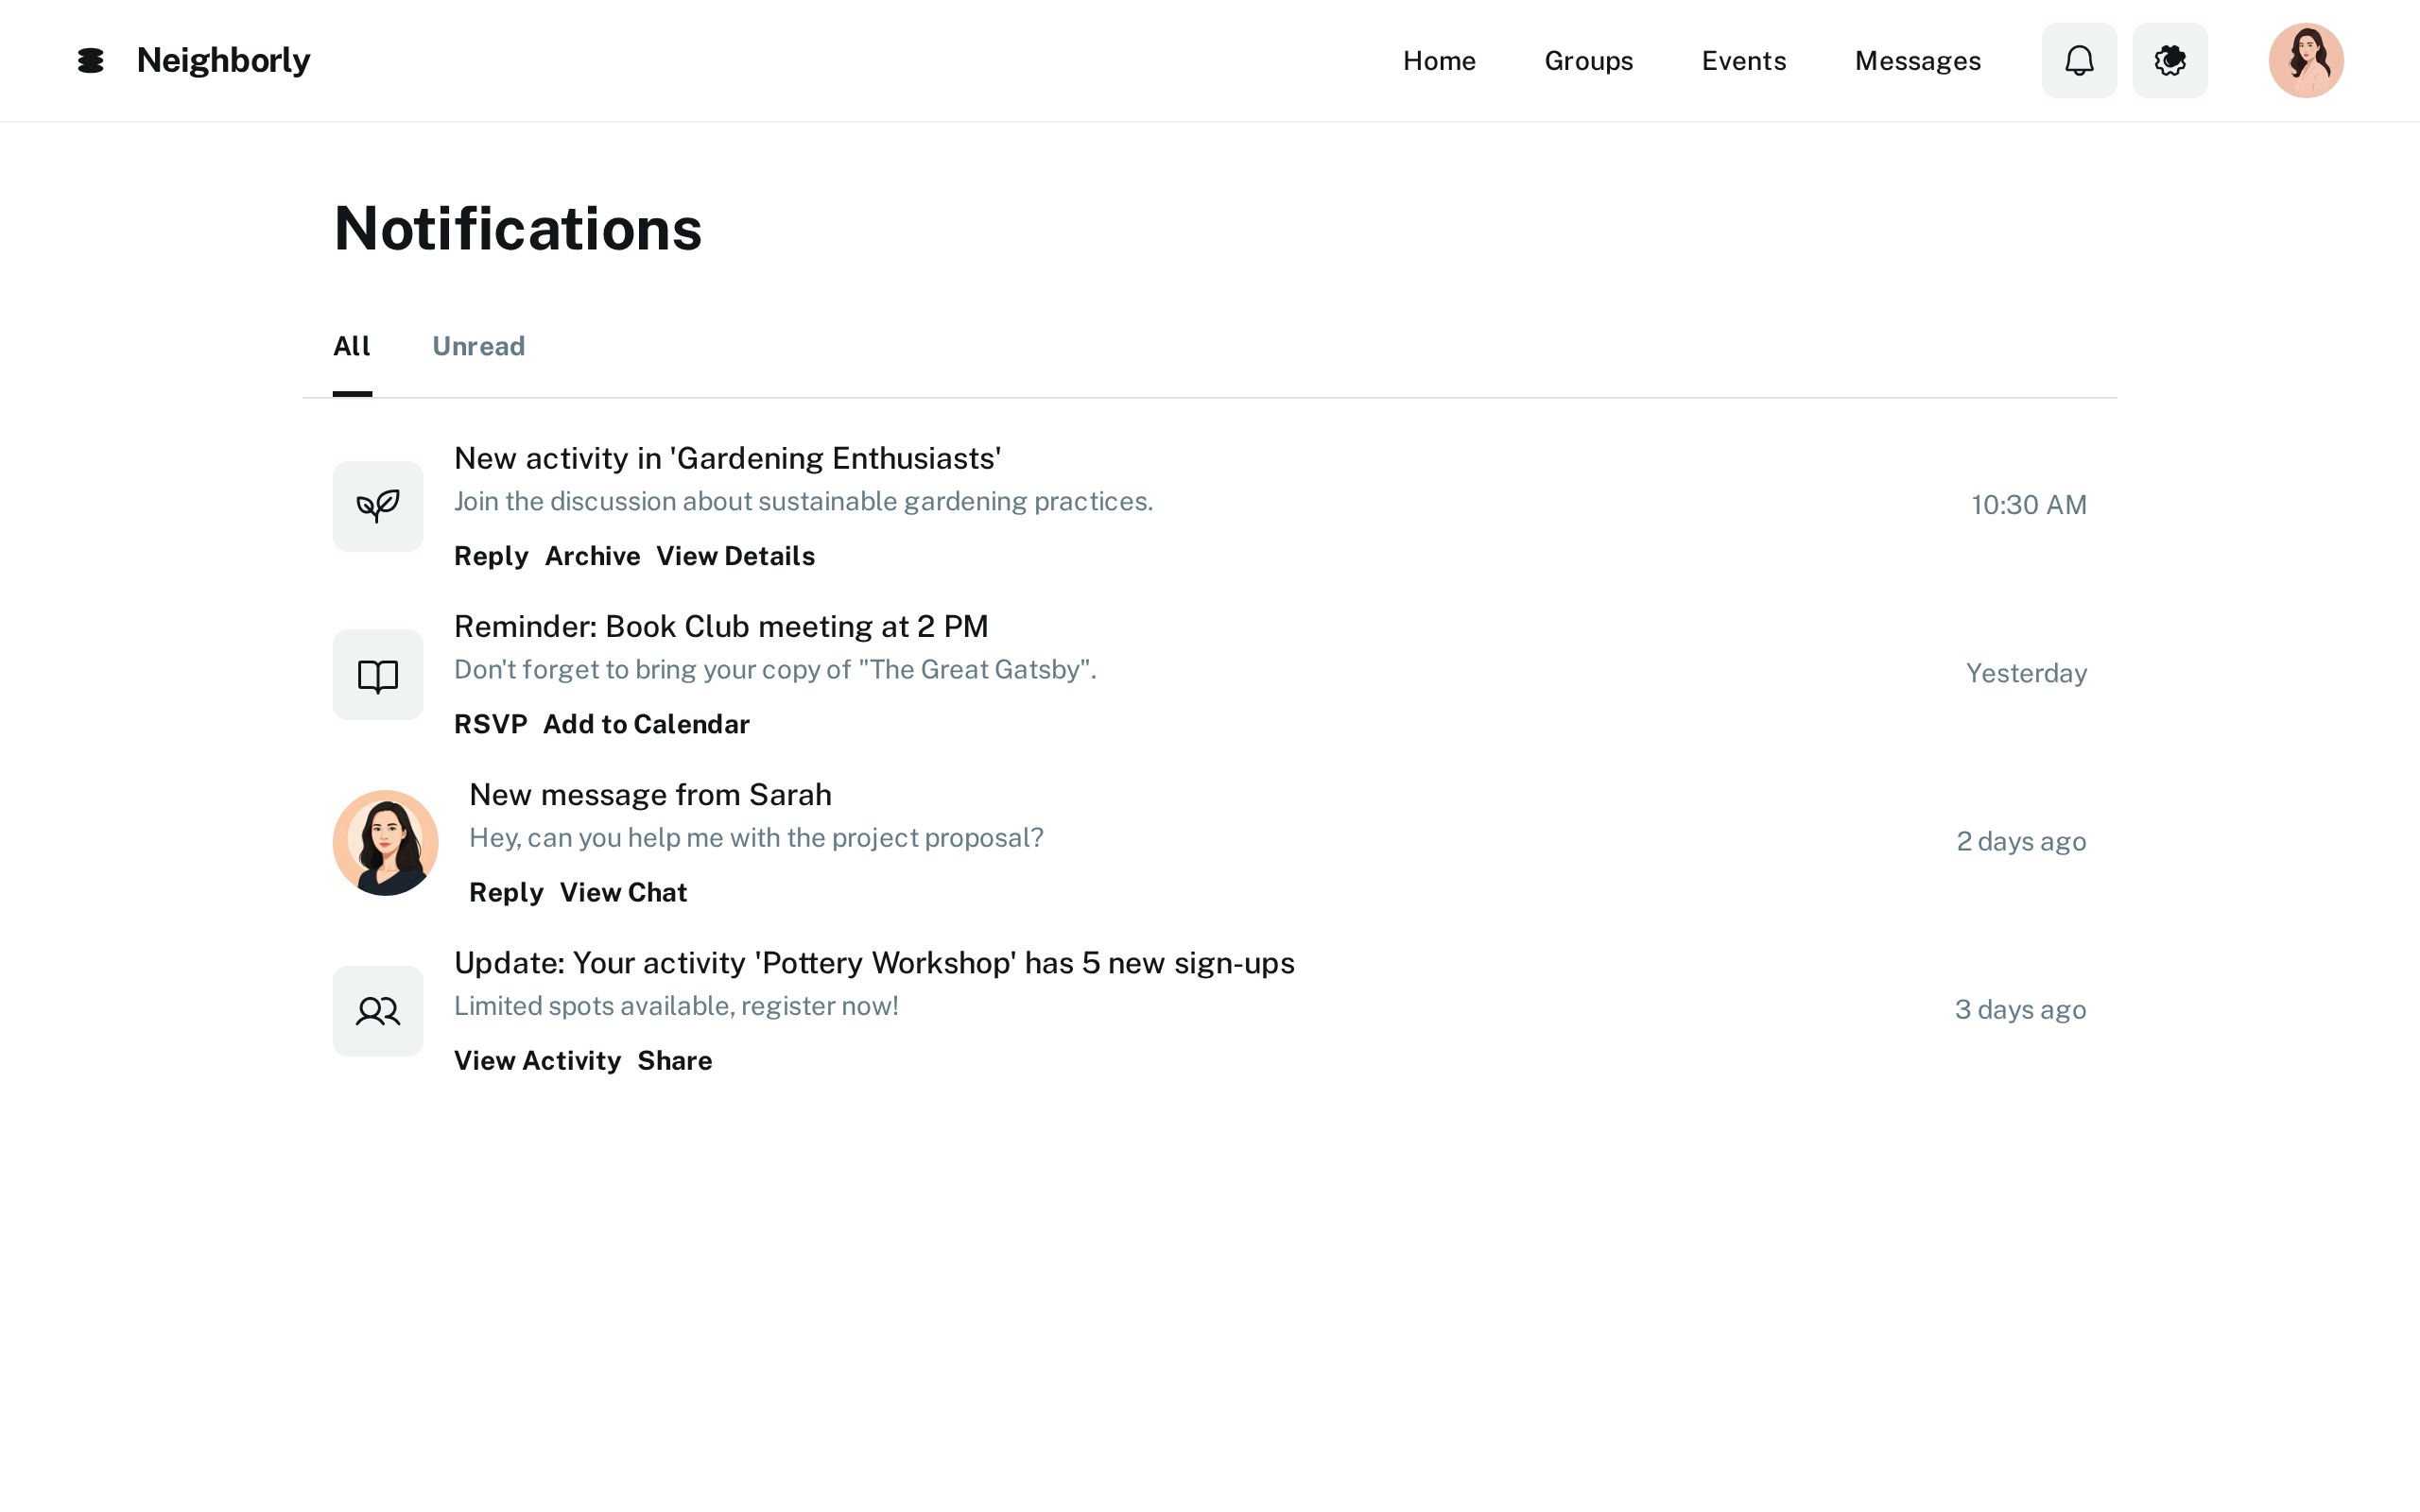 Neighborly
Home Groups Events Messages
Notifications
All Unread
New activity in 'Gardening Enthusiasts'
Join the discussion about sustainable gardening practices.
10:30 AM
Reply Archive View Details
Reminder: Book Club meeting at 2 PM
Don't forget to bring your copy of "The Great Gatsby".
Yesterday
RSVP Add to Calendar
New message from Sarah
Hey, can you help me with the project proposal?
2 days ago
Reply View Chat
Update: Your activity 'Pottery Workshop' has 5 new sign-ups
Limited spots available, register now!
3 days ago
View Activity Share